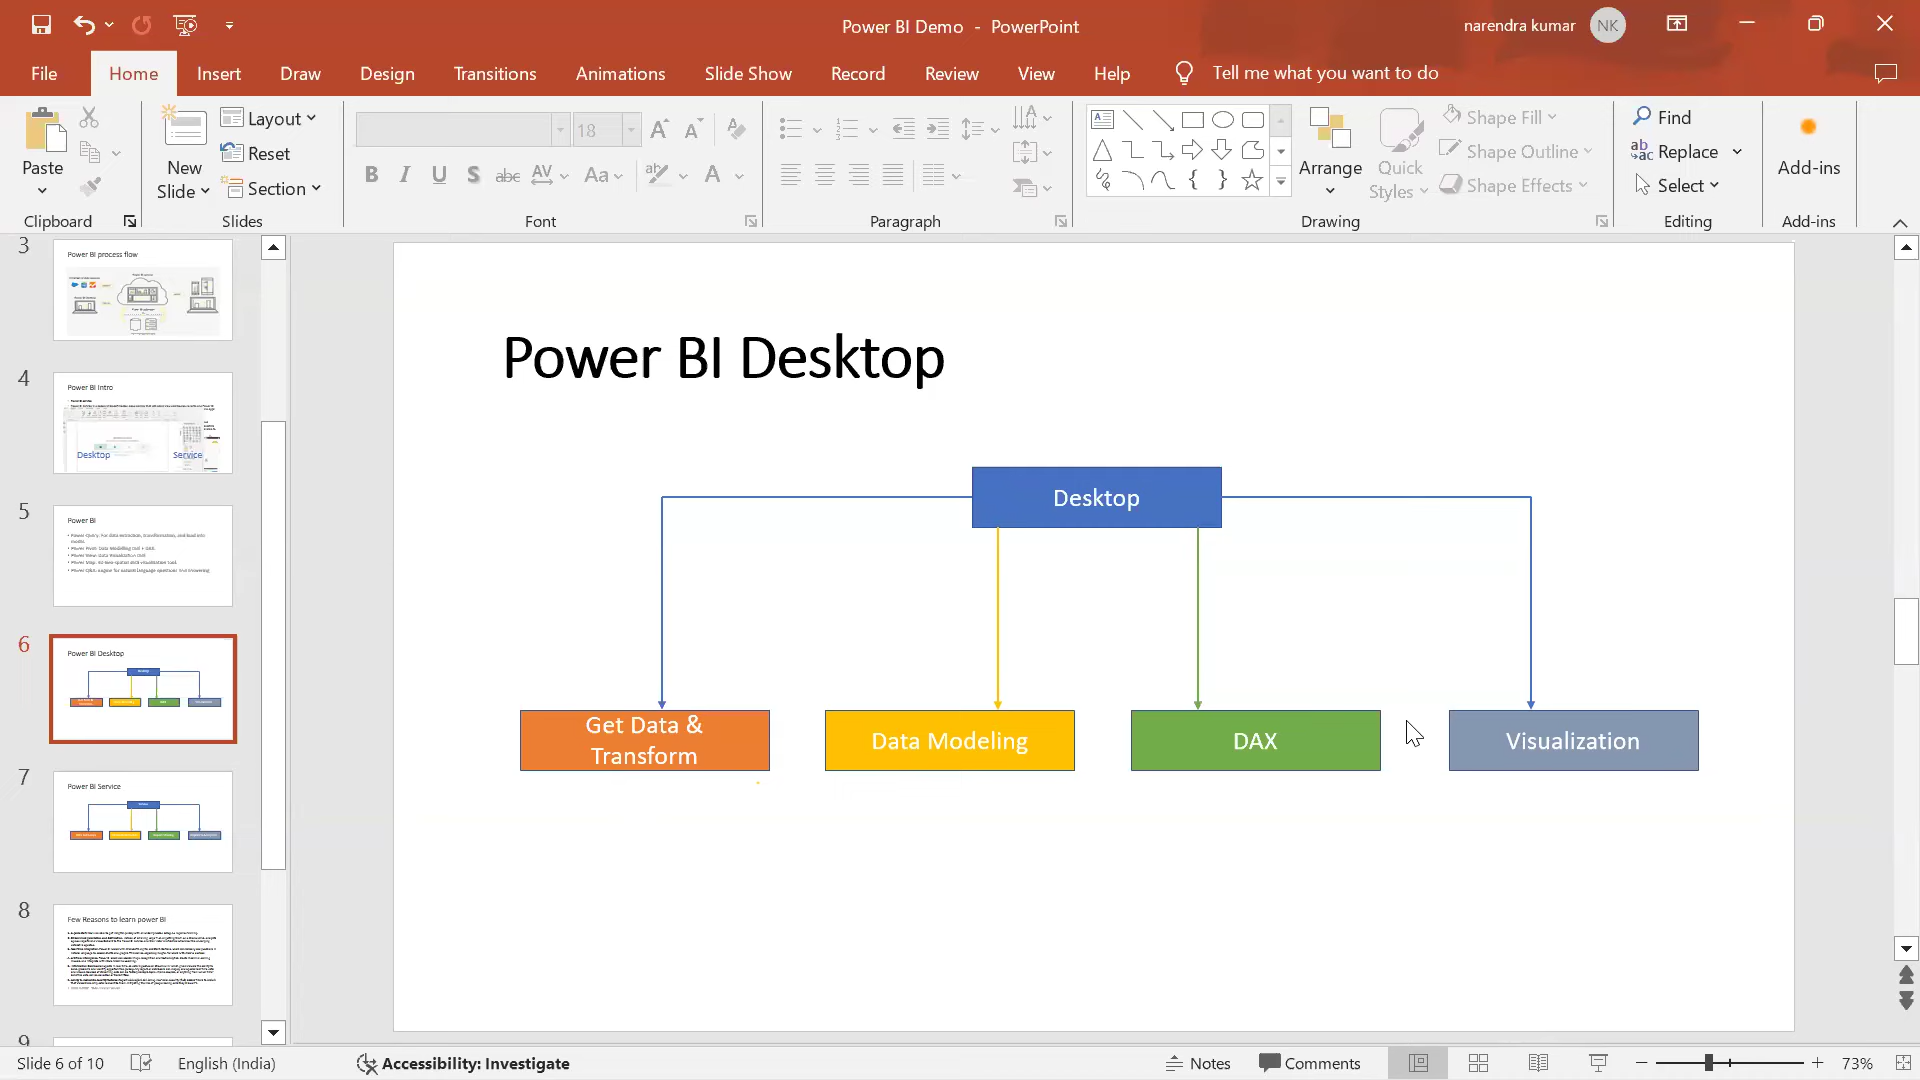 Power BI Demo - PowerPoint
narendra kumar
NK
File
Home
Insert
Draw
Design
Transitions
Animations
Slide Show
Record
Review
View
Help
Tell me what you want to do
Paste
New
Slide
Layout
Reset
Section
18
B I U S abc AV Aa A
Arrange
Quick
Styles
Shape Fill
Shape Outline
Shape Effects
Find
Replace
Select
Add-ins
Clipboard
Slides
Font
Paragraph
Drawing
Editing
Add-ins
3
Power BI process flow
4
Power BI Intro
Desktop
Service
5
Power BI
6
Power BI Desktop
7
Power BI Service
8
Few Reasons to learn power BI
9
Power BI Desktop
Desktop
Get Data &
Transform
Data Modeling
DAX
Visualization
Slide 6 of 10
English (India)
Accessibility: Investigate
Notes
Comments
73%